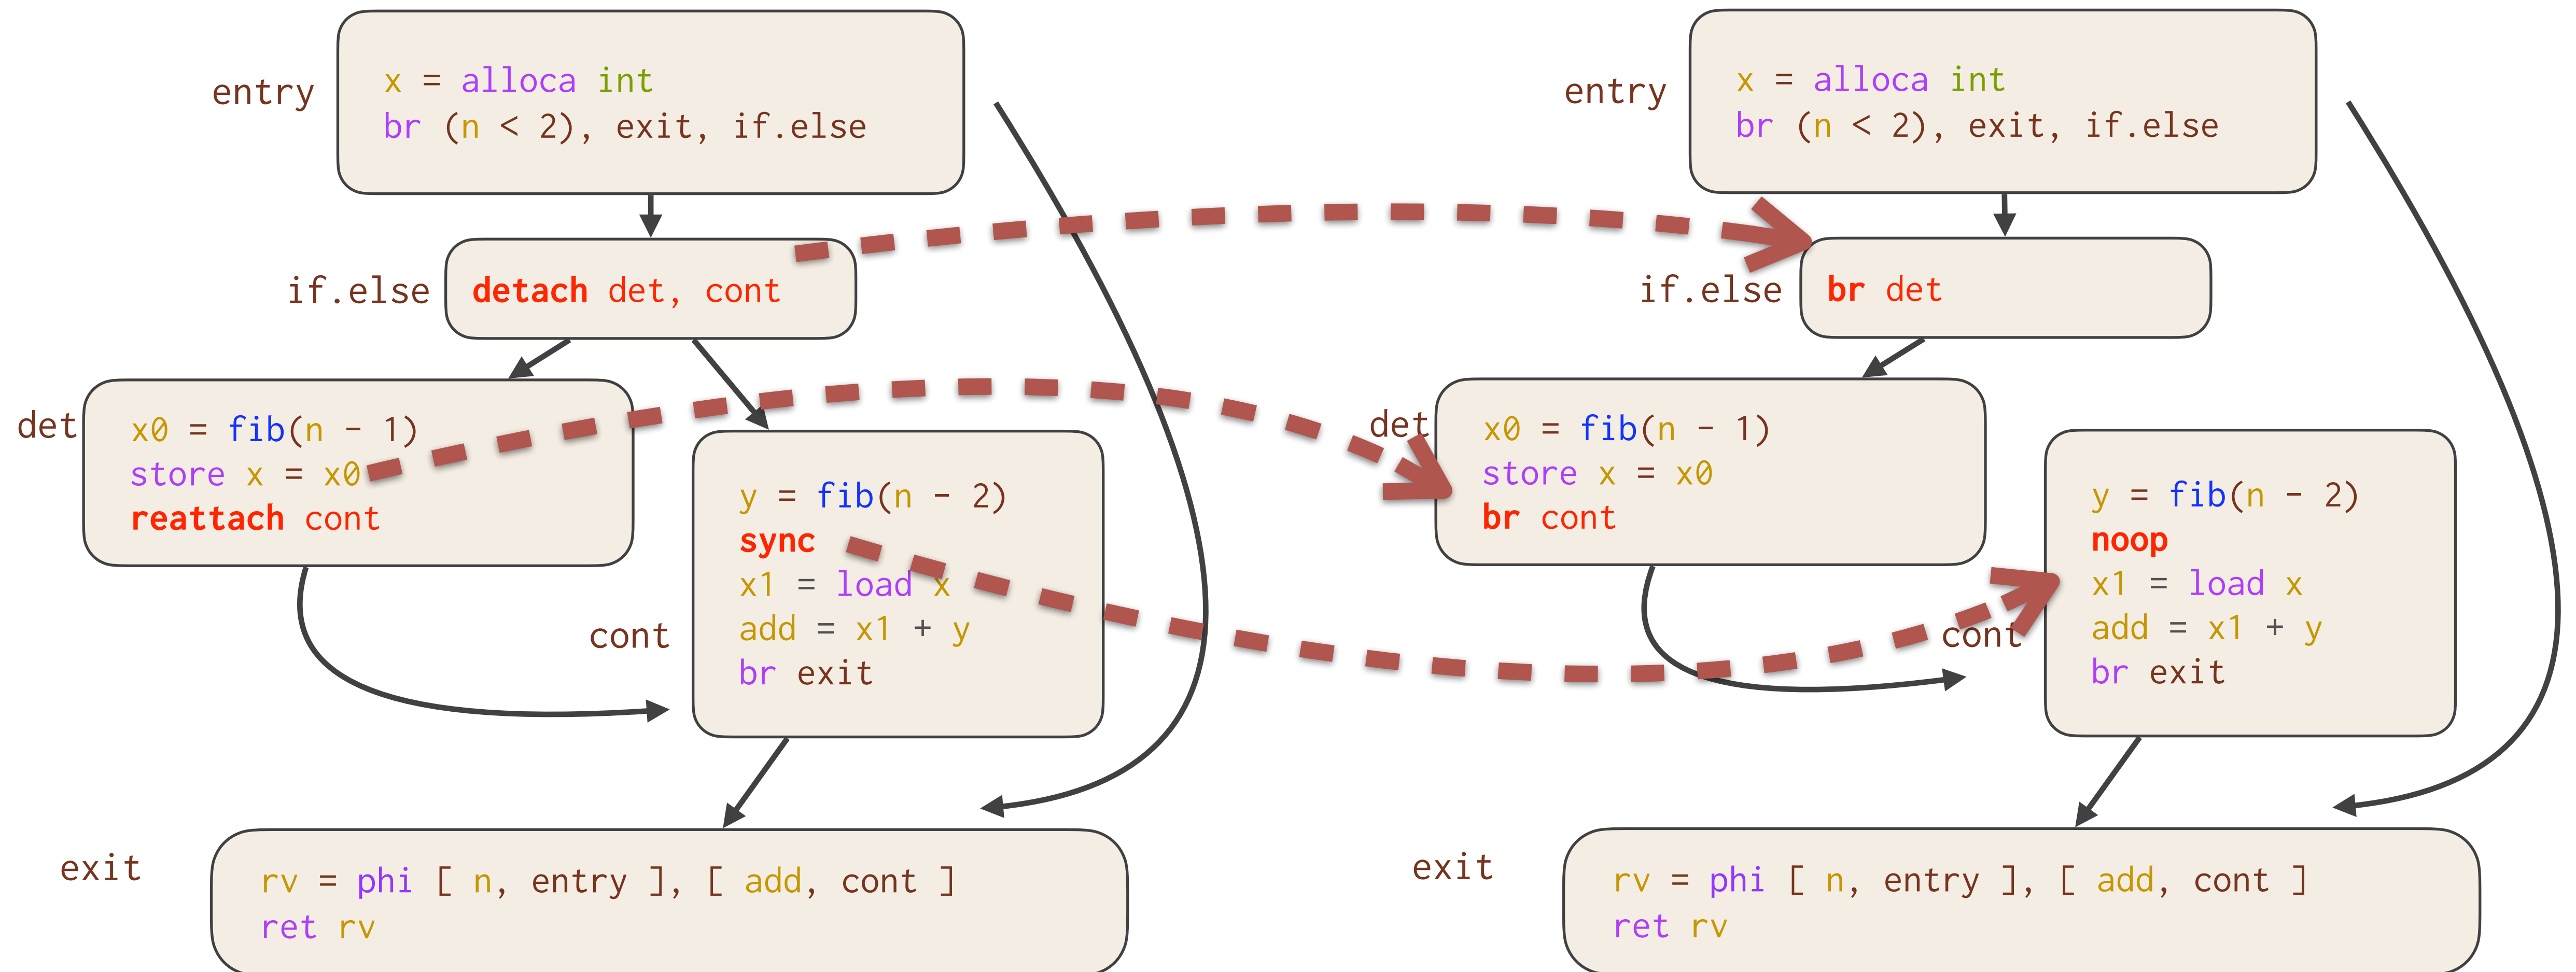 entry
x = alloca int
br (n < 2), exit, if.else
if.else
detach det, cont
det
x0 = fib(n - 1)
store x = x0
reattach cont
cont
y = fib(n - 2)
sync
x1 = load x
add = x1 + y
br exit
exit
rv = phi [ n, entry ], [ add, cont ]
ret rv
entry
x = alloca int
br (n < 2), exit, if.else
if.else
br det
det
x0 = fib(n - 1)
store x = x0
br cont
cont
y = fib(n - 2)
noop
x1 = load x
add = x1 + y
br exit
exit
rv = phi [ n, entry ], [ add, cont ]
ret rv